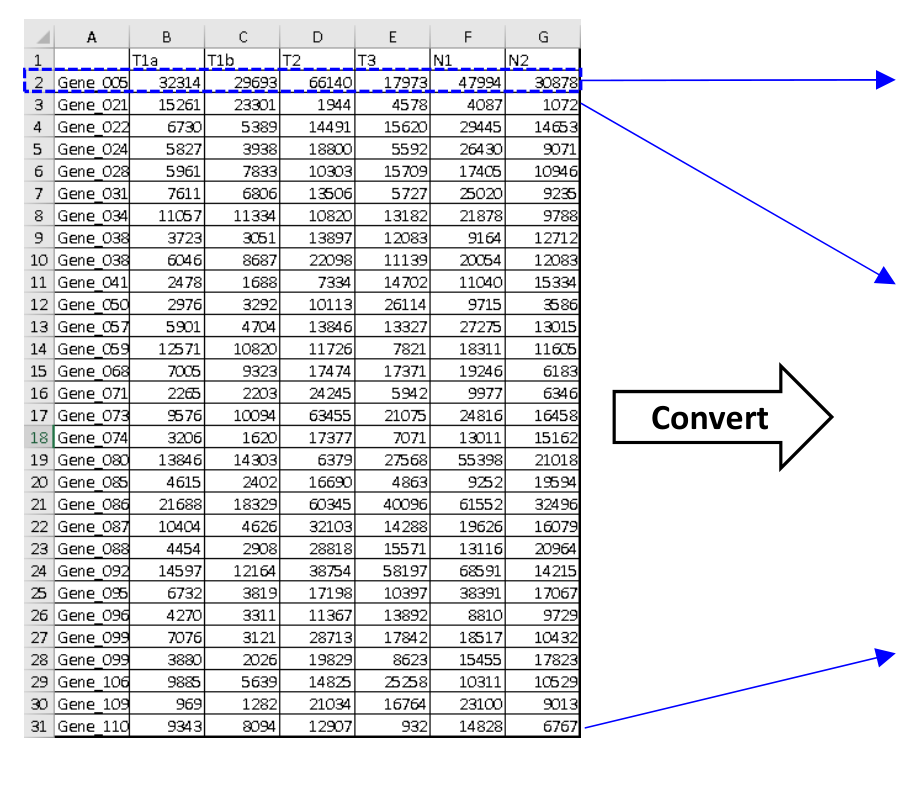 A B C D E F G
1 T1a T1b T2 T3 N1 N2
2 Gene_005 32314 29693 66140 17973 47994 30878
3 Gene_021 15261 23301 1944 4578 4087 1072
4 Gene_022 6730 5389 14491 15620 29445 14653
5 Gene_024 5827 3938 18800 5592 26430 9071
6 Gene_028 5961 7833 10303 15709 17405 10946
7 Gene_031 7611 6806 13506 5727 25020 9235
8 Gene_034 11057 11334 10820 13182 21878 9788
9 Gene_038 3723 3051 13897 12083 9164 12712
10 Gene_038 6046 8687 22098 11139 20054 12083
11 Gene_041 2478 1688 7334 14702 11040 15334
12 Gene_050 2976 3292 10113 26114 9715 3586
13 Gene_057 5901 4704 13846 13327 27275 13015
14 Gene_059 12571 10820 11726 7821 18311 11605
15 Gene_068 7005 9323 17474 17371 19246 6183
16 Gene_071 2265 2203 24245 5942 9977 6346
17 Gene_073 9576 10094 63455 21075 24816 16458
18 Gene_074 3206 1620 17377 7071 13011 15162
19 Gene_080 13846 14303 6379 27568 55398 21018
20 Gene_085 4615 2402 16690 4863 9252 19594
21 Gene_086 21688 18329 60345 40096 61552 32496
22 Gene_087 10404 4626 32103 14288 19626 16079
23 Gene_088 4454 2908 28818 15571 13116 20964
24 Gene_092 14597 12164 38754 58197 68591 14215
25 Gene_095 6732 3819 17198 10397 38391 17067
26 Gene_096 4270 3311 11367 13892 8810 9729
27 Gene_099 7076 3121 28713 17842 18517 10432
28 Gene_099 3880 2026 19829 8623 15455 17823
29 Gene_106 9885 5639 14825 25258 10311 10529
30 Gene_109 969 1282 21034 16764 23100 9013
31 Gene_110 9343 8094 12907 932 14828 6767
Convert